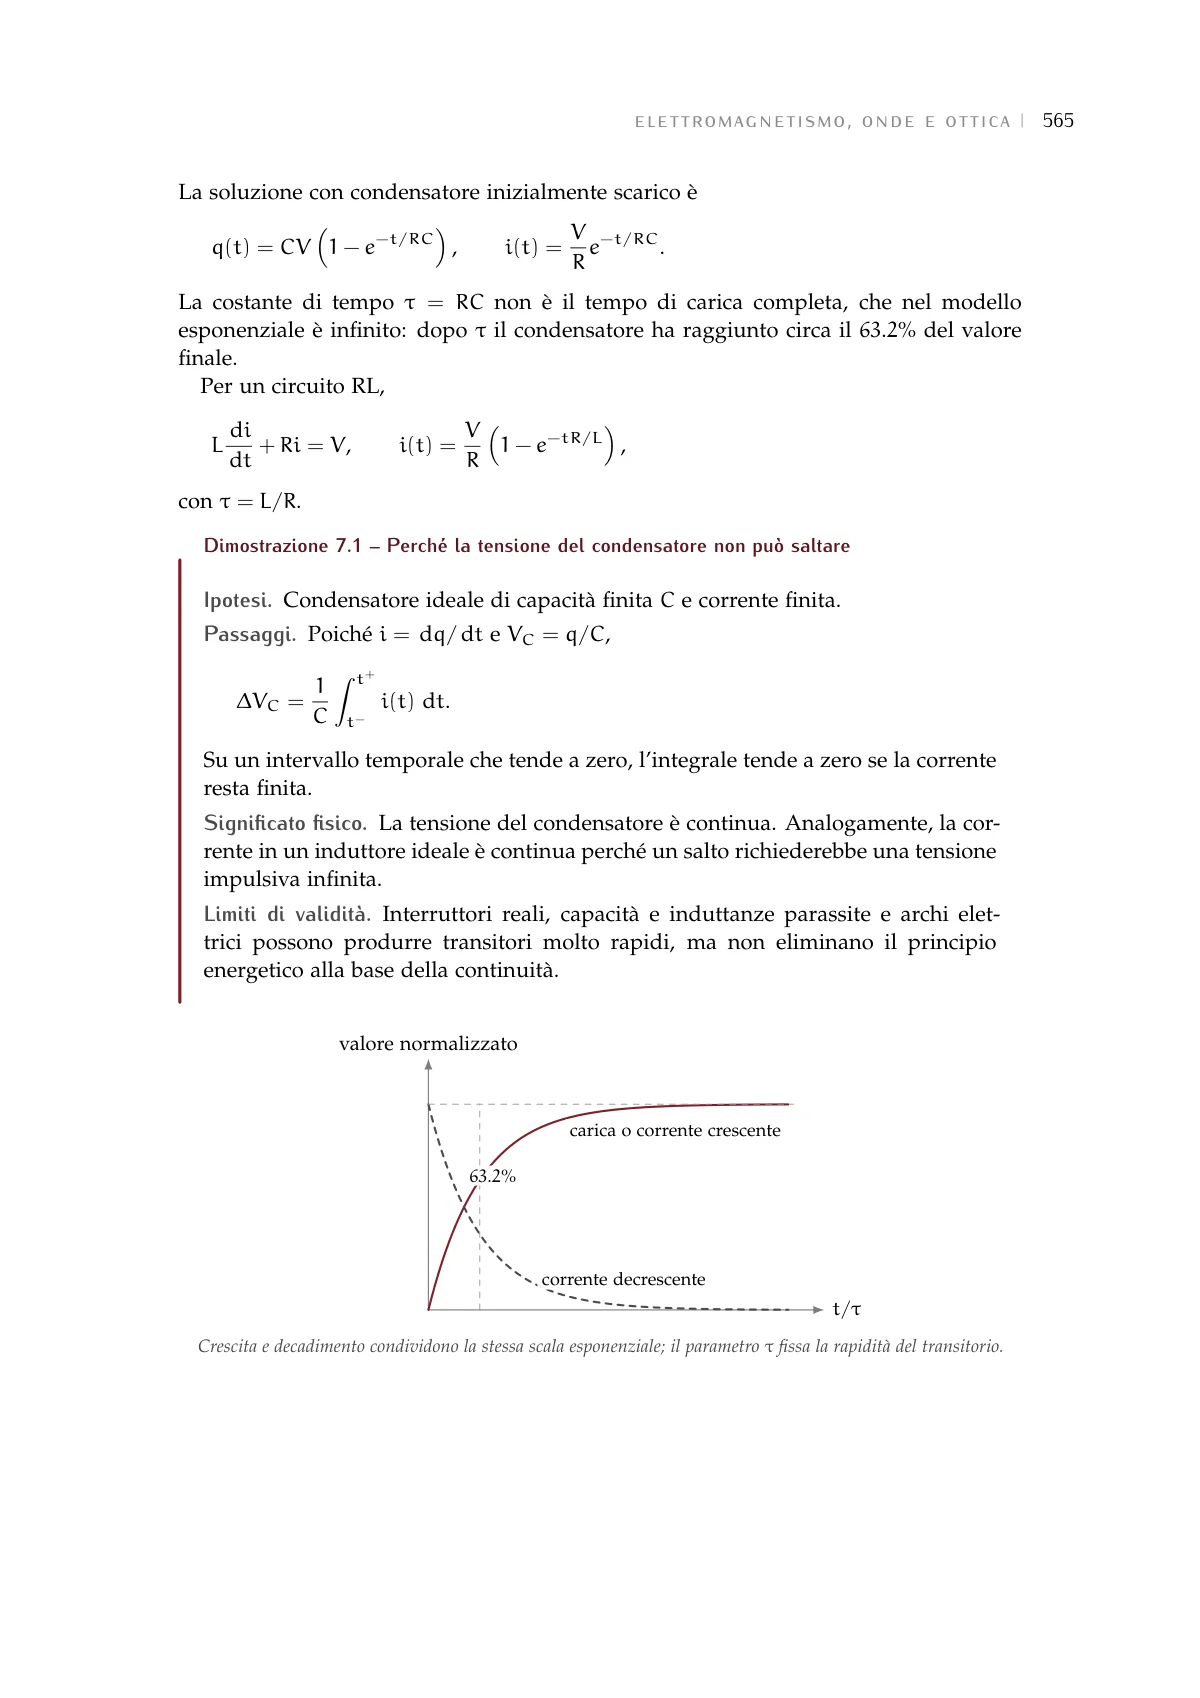 ELETTROMAGNETISMO, ONDE E OTTICA | 565
La soluzione con condensatore inizialmente scarico è
q(t) = CV (1 − e^{−t/RC}), i(t) = V/R e^{−t/RC}.
La costante di tempo τ = RC non è il tempo di carica completa, che nel modello
esponenziale è infinito: dopo τ il condensatore ha raggiunto circa il 63.2% del valore
finale.
Per un circuito RL,
L di/dt + Ri = V, i(t) = V/R (1 − e^{−tR/L}),
con τ = L/R.
Dimostrazione 7.1 – Perché la tensione del condensatore non può saltare
Ipotesi. Condensatore ideale di capacità finita C e corrente finita.
Passaggi. Poiché i = dq/dt e V_C = q/C,
ΔV_C = 1/C ∫_{t⁻}^{t⁺} i(t) dt.
Su un intervallo temporale che tende a zero, l'integrale tende a zero se la corrente
resta finita.
Significato fisico. La tensione del condensatore è continua. Analogamente, la cor-
rente in un induttore ideale è continua perché un salto richiederebbe una tensione
impulsiva infinita.
Limiti di validità. Interruttori reali, capacità e induttanze parassite e archi elet-
trici possono produrre transitori molto rapidi, ma non eliminano il principio
energetico alla base della continuità.
valore normalizzato
carica o corrente crescente
63.2%
corrente decrescente
t/τ
Crescita e decadimento condividono la stessa scala esponenziale; il parametro τ fissa la rapidità del transitorio.